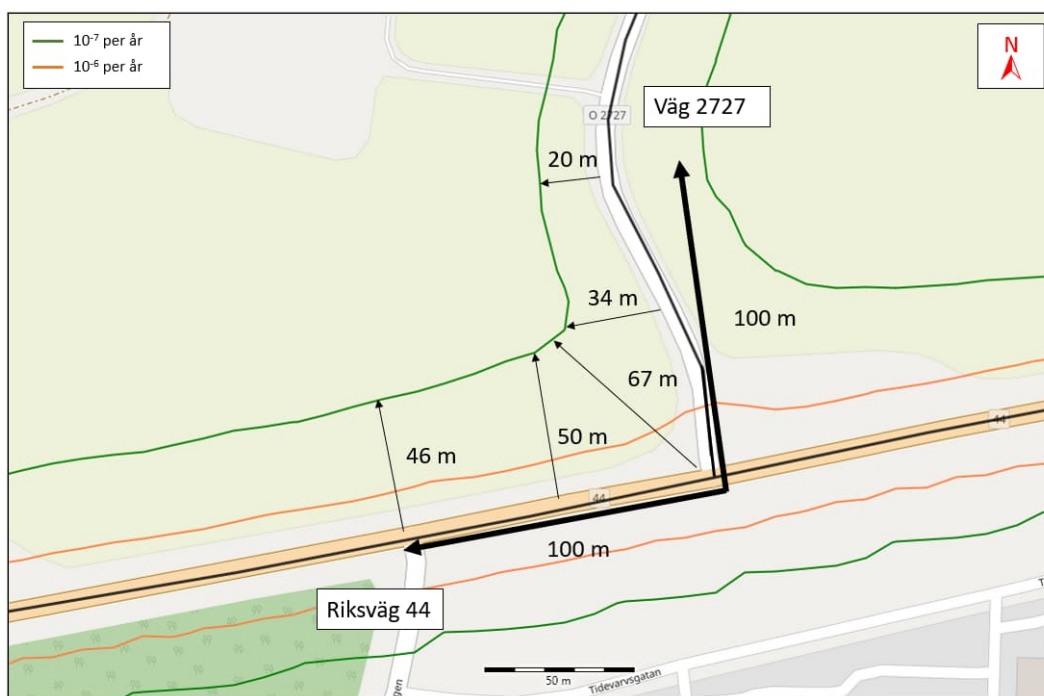 10⁻⁷ per år
10⁻⁶ per år
N
Väg 2727
O 2727
20 m
34 m
100 m
67 m
44
46 m
50 m
44
100 m
Riksväg 44
50 m
Tidevarvsgatan